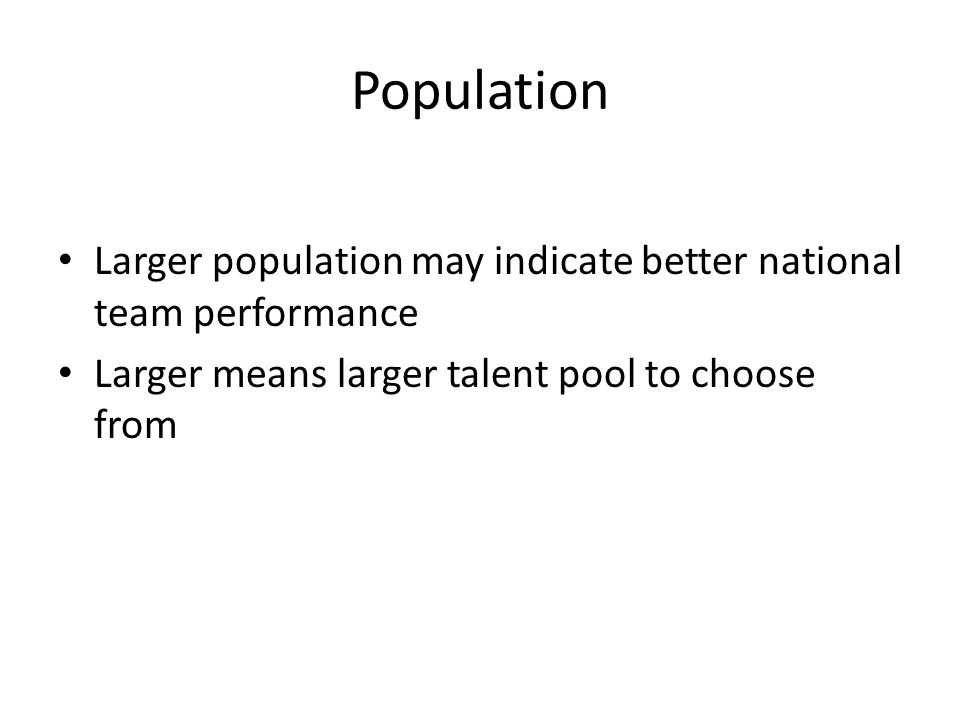 Population
• Larger population may indicate better national
team performance
• Larger means larger talent pool to choose
from